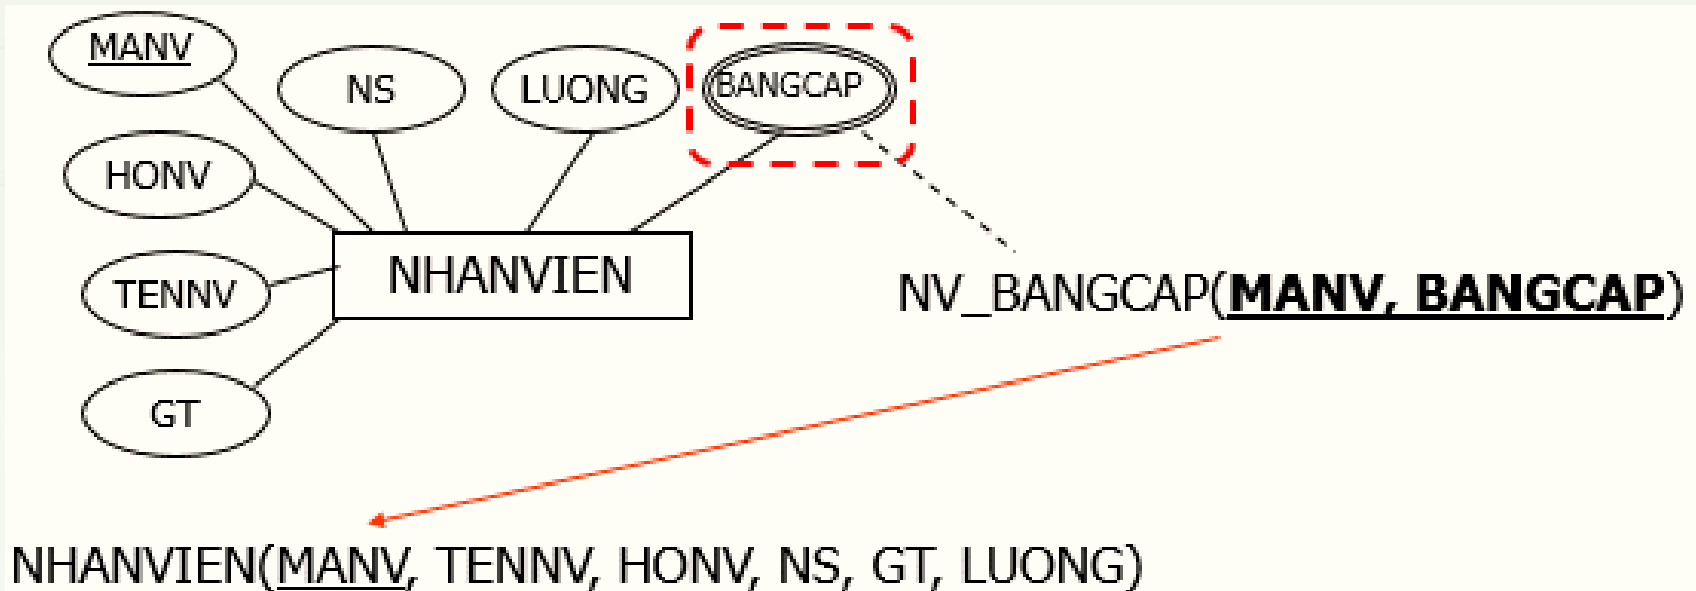 MANV
NS
LUONG
BANGCAP
HONV
TENNV
NHANVIEN
NV_BANGCAP(MANV, BANGCAP)
GT
NHANVIEN(MANV, TENNV, HONV, NS, GT, LUONG)